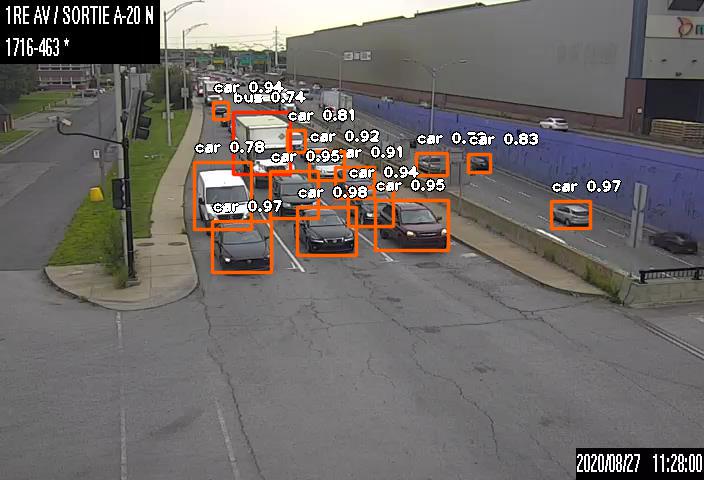 1RE AV / SORTIE A-20 N
1716-463 *
car 0.94
bus 0.74
car 0.81
car 0.92
car 0.83
car 0.78
car 0.95
car 0.91
car 0.94
car 0.95
car 0.97
car 0.97
car 0.98
2020/08/27 11:28:00